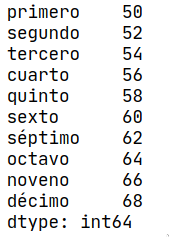 primero    50
segundo    52
tercero    54
cuarto     56
quinto     58
sexto      60
séptimo    62
octavo     64
noveno     66
décimo     68
dtype: int64